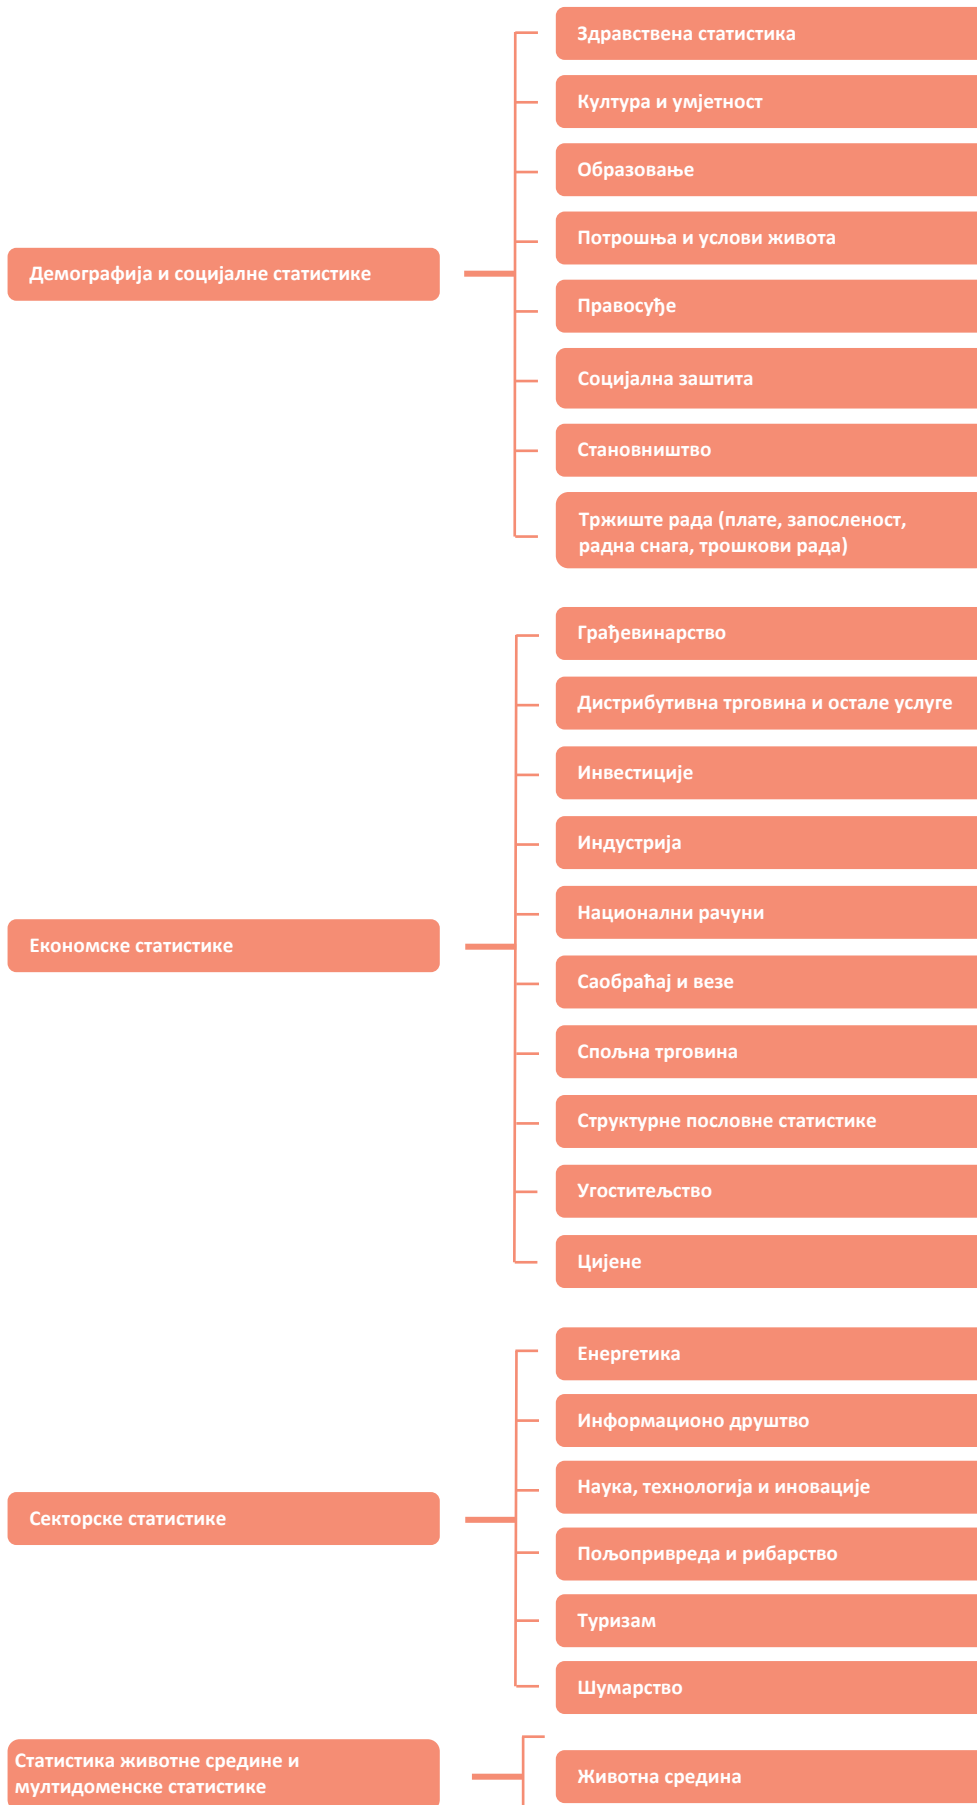 Демографија и социјалне статистике
Здравствена статистика
Култура и умјетност
Образовање
Потрошња и услови живота
Правосуђе
Социјална заштита
Становништво
Тржиште рада (плате, запосленост,
радна снага, трошкови рада)
Економске статистике
Грађевинарство
Дистрибутивна трговина и остале услуге
Инвестиције
Индустрија
Национални рачуни
Саобраћај и везе
Спољна трговина
Структурне пословне статистике
Угоститељство
Цијене
Секторске статистике
Енергетика
Информационо друштво
Наука, технологија и иновације
Пољопривреда и рибарство
Туризам
Шумарство
Статистика животне средине и
мултидоменске статистике
Животна средина